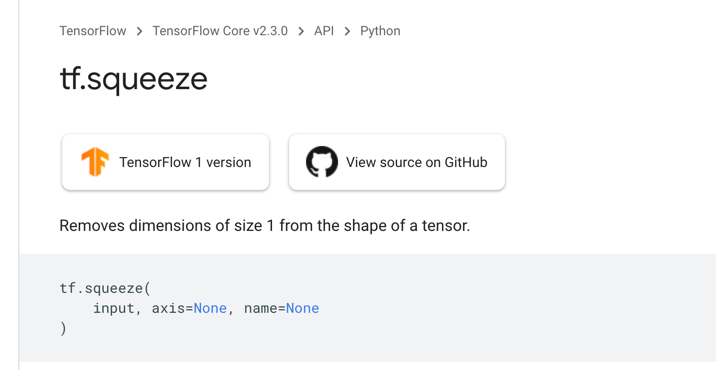 TensorFlow > TensorFlow Core v2.3.0 > API > Python
tf.squeeze
TensorFlow 1 version View source on GitHub
Removes dimensions of size 1 from the shape of a tensor.
tf.squeeze(
    input, axis=None, name=None
)